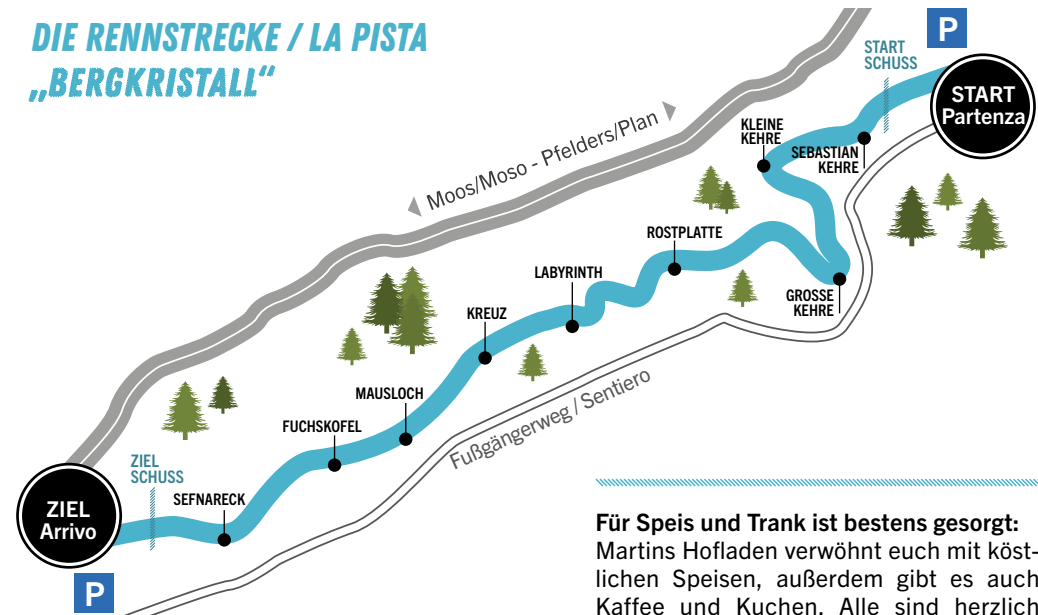 DIE RENNSTRECKE / LA PISTA
„BERGKRISTALL“
P
START
Partenza
START
SCHUSS
SEBASTIAN
KEHRE
KLEINE
KEHRE
Moos/Moso - Pfelders/Plan
GROSSE
KEHRE
ROSTPLATTE
LABYRINTH
KREUZ
MAUSLOCH
FUCHSKOFEL
Fußgängerweg / Sentiero
SEFNARECK
ZIEL
SCHUSS
ZIEL
Arrivo
P
Für Speis und Trank ist bestens gesorgt:
Martins Hofladen verwöhnt euch mit köst-
lichen Speisen, außerdem gibt es auch
Kaffee und Kuchen. Alle sind herzlich